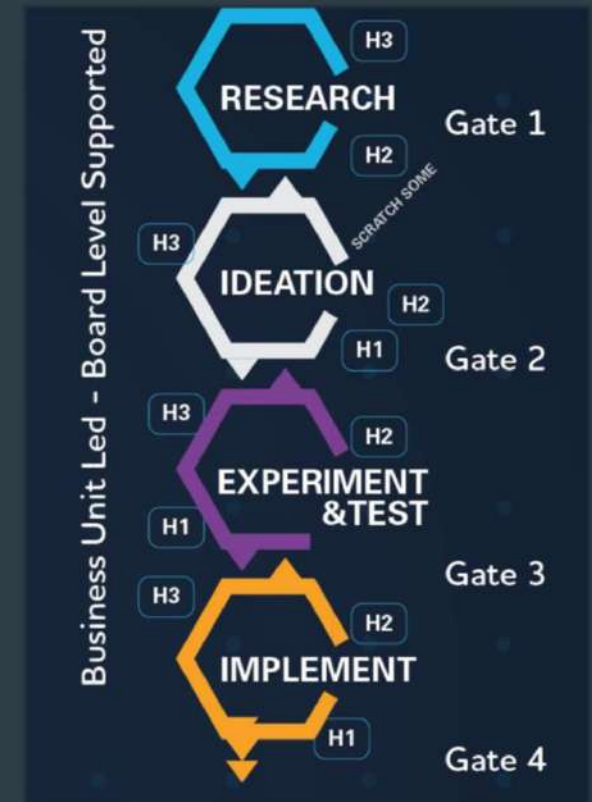 Business Unit Led - Board Level Supported
H3
RESEARCH
Gate 1
H2
SCRATCH SOME
H3
IDEATION
H2
H1
Gate 2
H3
H2
EXPERIMENT
&TEST
H1
Gate 3
H3
H2
IMPLEMENT
H1
Gate 4